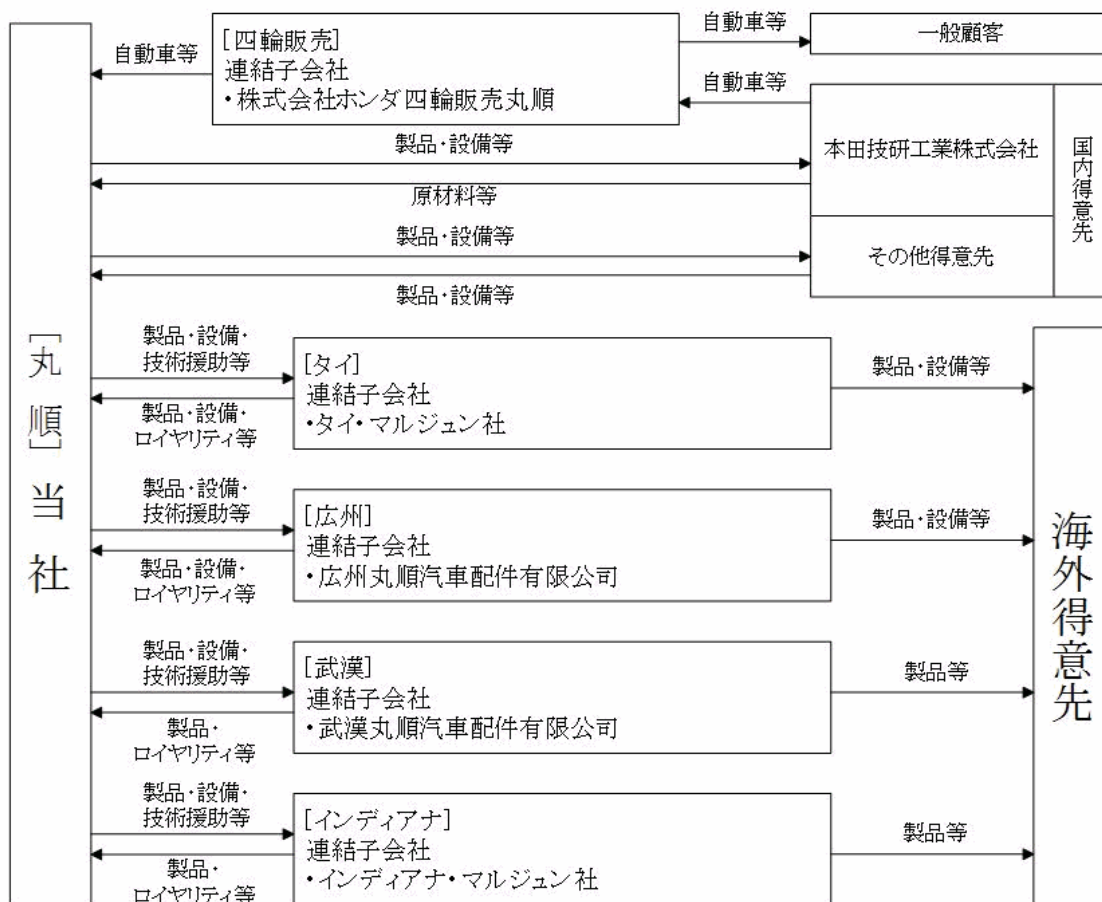 [四輪販売]
連結子会社
・株式会社ホンダ四輪販売丸順
自動車等
自動車等
一般顧客
自動車等
本田技研工業株式会社
国内得意先
製品・設備等
原材料等
製品・設備等
その他得意先
製品・設備等
[丸順]当社
製品・設備・
技術援助等
製品・設備・
ロイヤリティ等
[タイ]
連結子会社
・タイ・マルジュン社
製品・設備等
海外得意先
製品・設備・
技術援助等
製品・設備・
ロイヤリティ等
[広州]
連結子会社
・広州丸順汽車配件有限公司
製品・設備等
製品・設備・
技術援助等
製品・
ロイヤリティ等
[武漢]
連結子会社
・武漢丸順汽車配件有限公司
製品等
製品・設備・
技術援助等
製品・
ロイヤリティ等
[インディアナ]
連結子会社
・インディアナ・マルジュン社
製品等